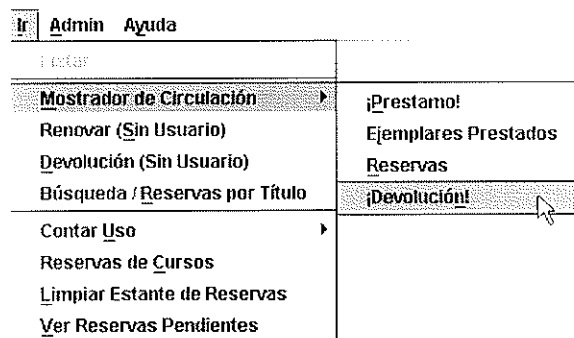 Ir Admin Ayuda
Mostrador de Circulación
Renovar (Sin Usuario)
Devolución (Sin Usuario)
Búsqueda / Reservas por Título
Contar Uso
Reservas de Cursos
Limpiar Estante de Reservas
Ver Reservas Pendientes
¡Prestamo!
Ejemplares Prestados
Reservas
¡Devolución!